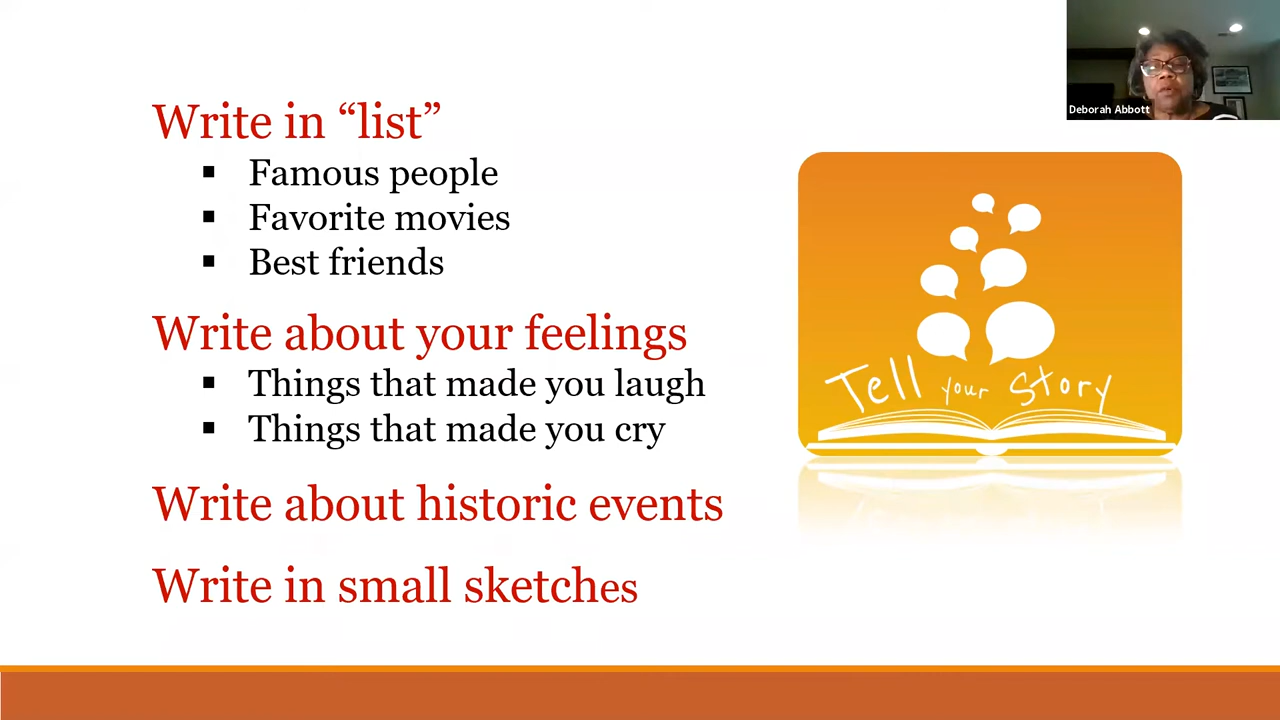 Deborah Abbott
Write in “list”
▪ Famous people
▪ Favorite movies
▪ Best friends
Write about your feelings
▪ Things that made you laugh
▪ Things that made you cry
Write about historic events
Write in small sketches
Tell your Story